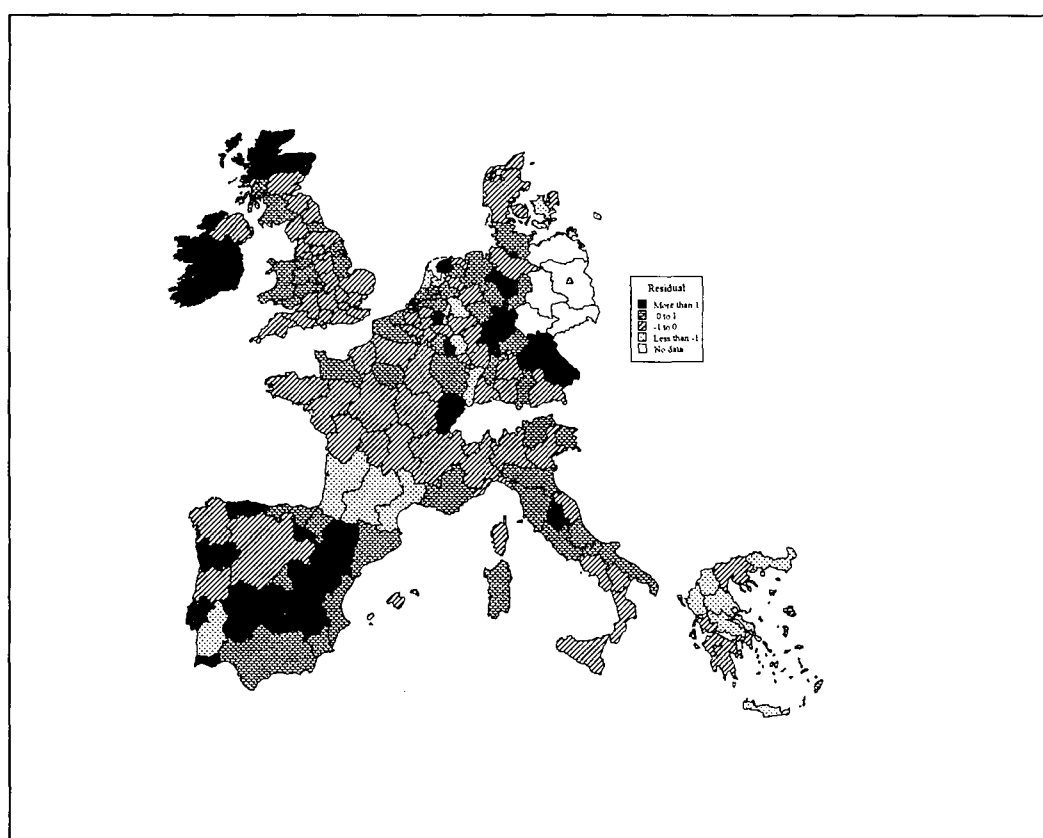 Residual
More than 1
0 to 1
-1 to 0
Less than -1
No data